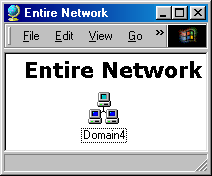 Entire Network
File Edit View Go »
Entire Network
Domain4